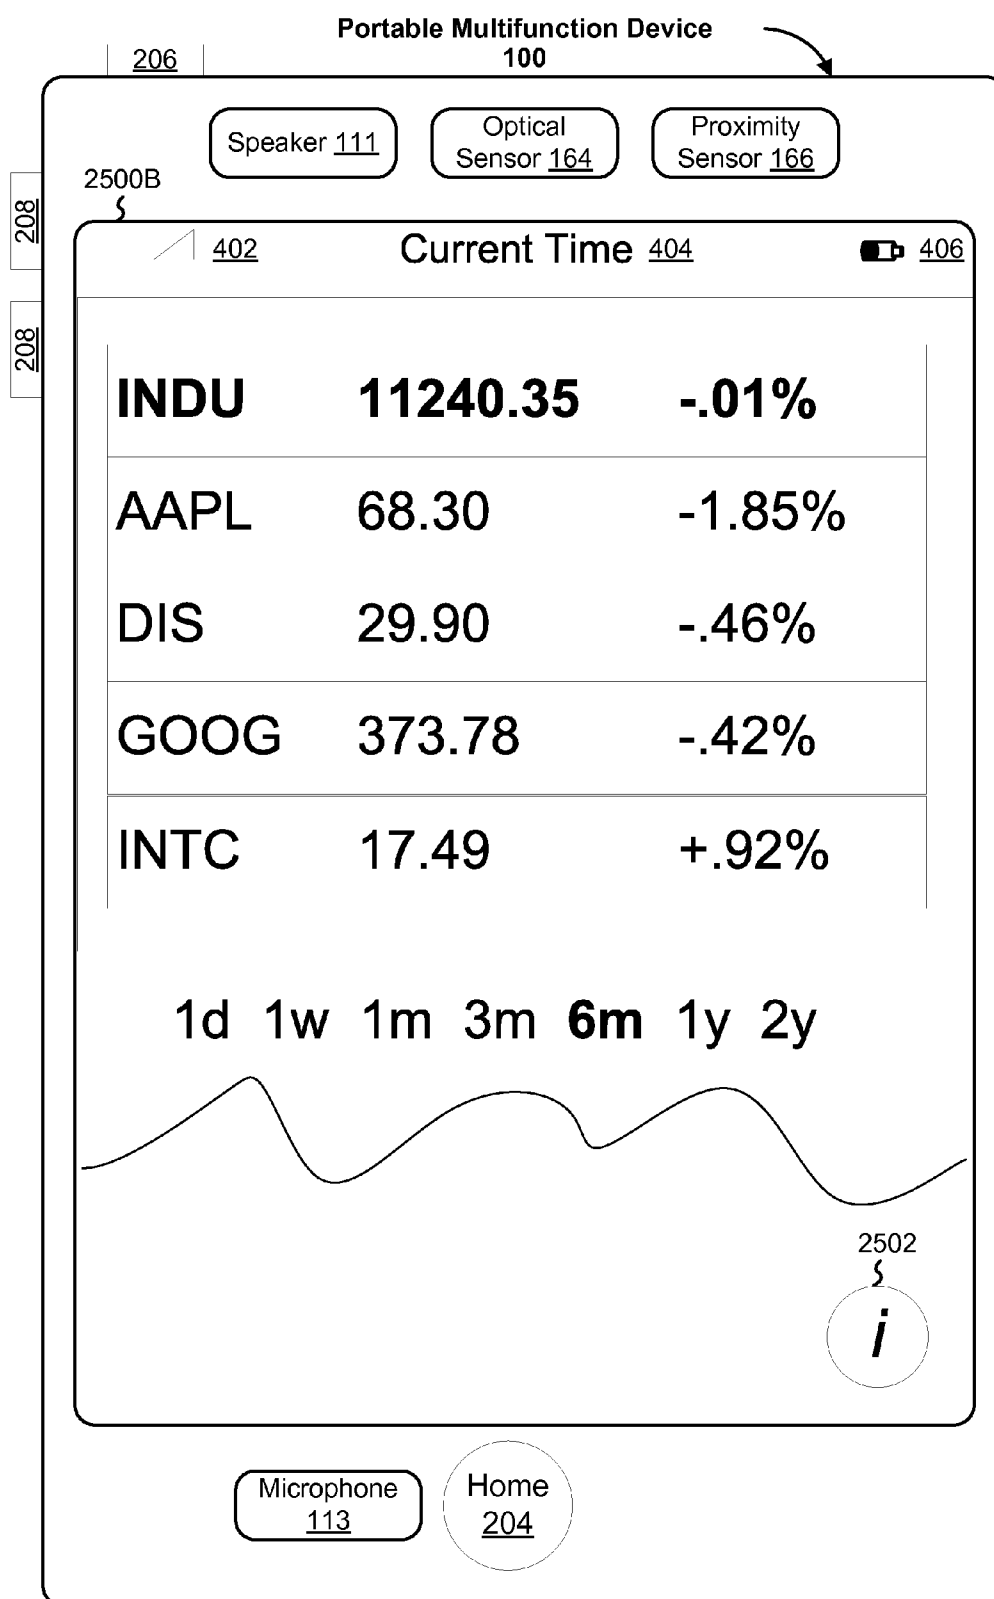 Portable Multifunction Device
100
206
Speaker 111
Optical
Sensor 164
Proximity
Sensor 166
2500B
208
208
402
Current Time 404
406
INDU 11240.35 -.01%
AAPL 68.30 -1.85%
DIS 29.90 -.46%
GOOG 373.78 -.42%
INTC 17.49 +.92%
1d 1w 1m 3m 6m 1y 2y
2502
i
Microphone
113
Home
204